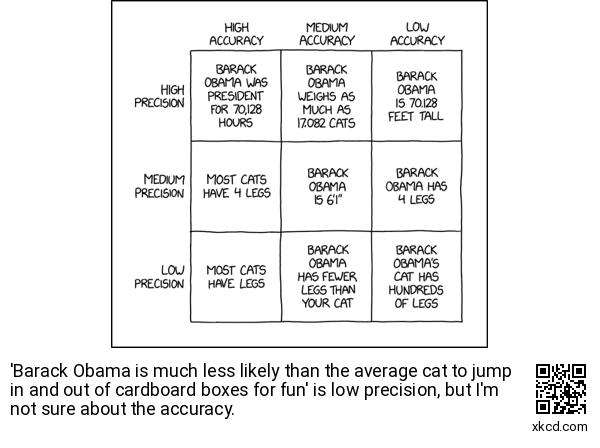 HIGH ACCURACY
MEDIUM ACCURACY
LOW ACCURACY
HIGH PRECISION
BARACK
OBAMA WAS
PRESIDENT
FOR 70,128
HOURS
BARACK
OBAMA
WEIGHS AS
MUCH AS
17.082 CATS
BARACK
OBAMA
IS 70.128
FEET TALL
MEDIUM PRECISION
MOST CATS
HAVE 4 LEGS
BARACK
OBAMA
IS 6'1"
BARACK
OBAMA HAS
4 LEGS
LOW PRECISION
MOST CATS
HAVE LEGS
BARACK
OBAMA
HAS FEWER
LEGS THAN
YOUR CAT
BARACK
OBAMA'S
CAT HAS
HUNDREDS
OF LEGS
'Barack Obama is much less likely than the average cat to jump
in and out of cardboard boxes for fun' is low precision, but I'm
not sure about the accuracy.
xkcd.com